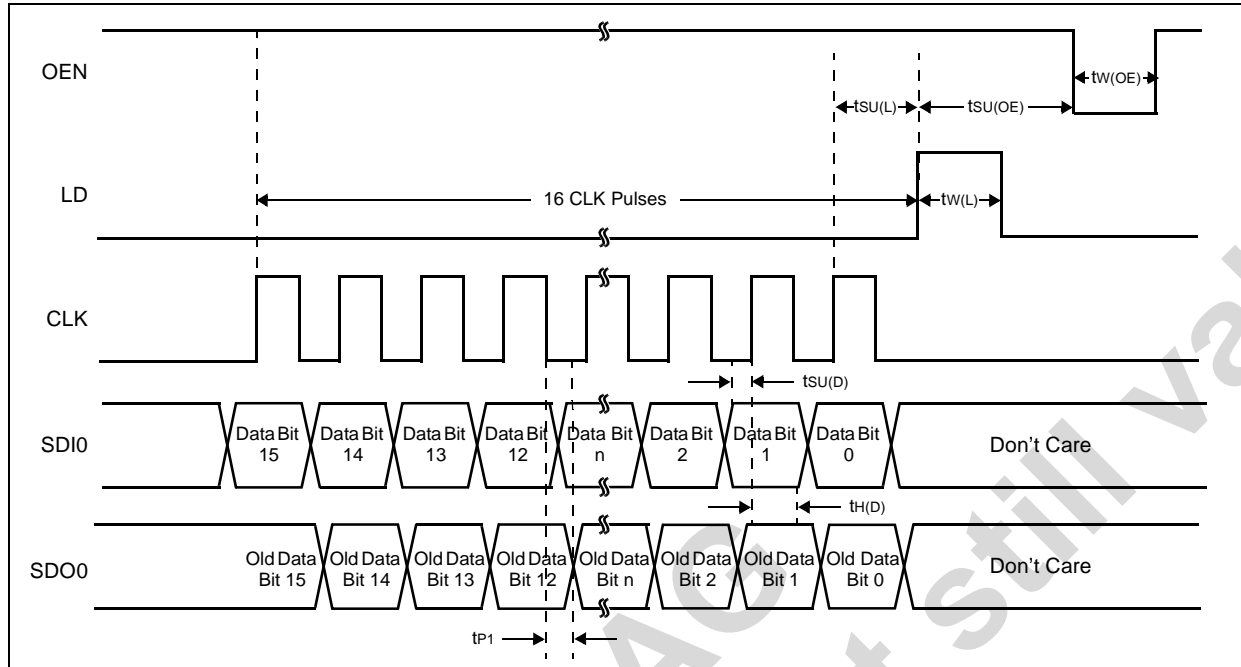 OEN
tW(OE)
tSU(L)
tSU(OE)
LD
16 CLK Pulses
tW(L)
CLK
tSU(D)
SDI0
Data Bit
15
Data Bit
14
Data Bit
13
Data Bit
12
Data Bit
n
Data Bit
2
Data Bit
1
Data Bit
0
Don't Care
tH(D)
SDO0
Old Data
Bit 15
Old Data
Bit 14
Old Data
Bit 13
Old Data
Bit 12
Old Data
Bit n
Old Data
Bit 2
Old Data
Bit 1
Old Data
Bit 0
Don't Care
tP1
AG
still